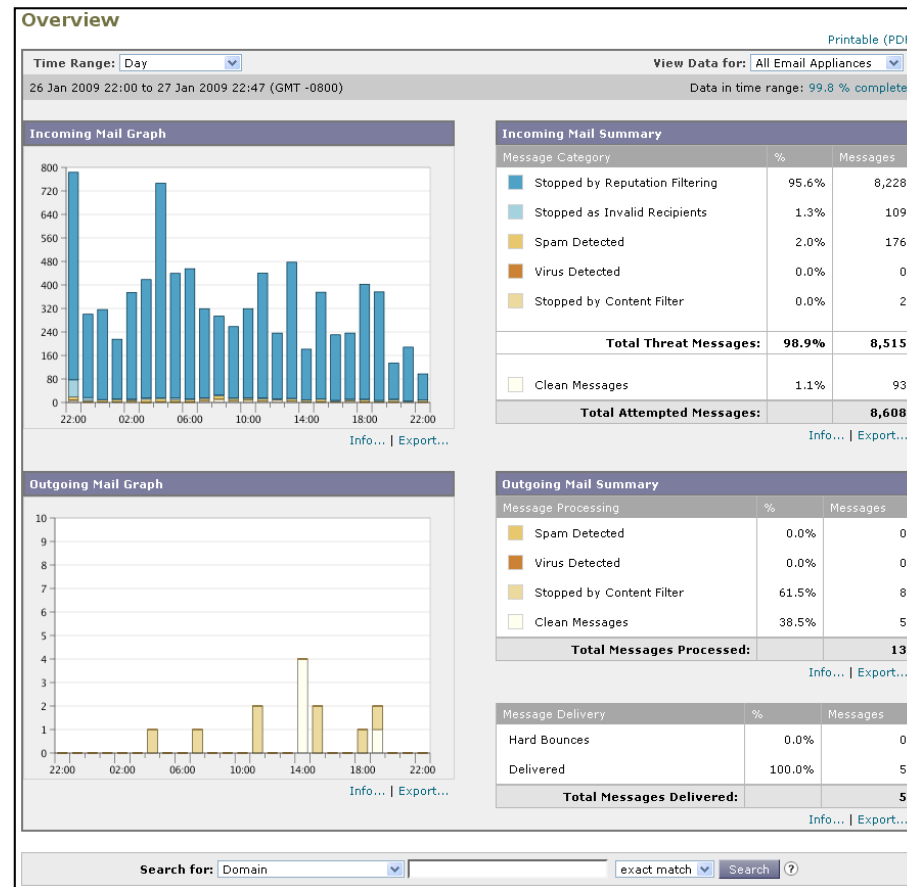 Overview
Printable (PDF
Time Range: Day View Data for: All Email Appliances
26 Jan 2009 22:00 to 27 Jan 2009 22:47 (GMT -0800) Data in time range: 99.8 % complete
Incoming Mail Graph
800
720
640
560
480
400
320
240
160
80
0
22:00 02:00 06:00 10:00 14:00 18:00 22:00
Info... | Export...
Incoming Mail Summary
Message Category % Messages
Stopped by Reputation Filtering 95.6% 8,228
Stopped as Invalid Recipients 1.3% 109
Spam Detected 2.0% 176
Virus Detected 0.0% 0
Stopped by Content Filter 0.0% 2
Total Threat Messages: 98.9% 8,515
Clean Messages 1.1% 93
Total Attempted Messages: 8,608
Info... | Export...
Outgoing Mail Graph
10
9
8
7
6
5
4
3
2
1
0
22:00 02:00 06:00 10:00 14:00 18:00 22:00
Info... | Export...
Outgoing Mail Summary
Message Processing % Messages
Spam Detected 0.0% 0
Virus Detected 0.0% 0
Stopped by Content Filter 61.5% 8
Clean Messages 38.5% 5
Total Messages Processed: 13
Info... | Export...
Message Delivery % Messages
Hard Bounces 0.0% 0
Delivered 100.0% 5
Total Messages Delivered: 5
Info... | Export...
Search for: Domain exact match Search ?